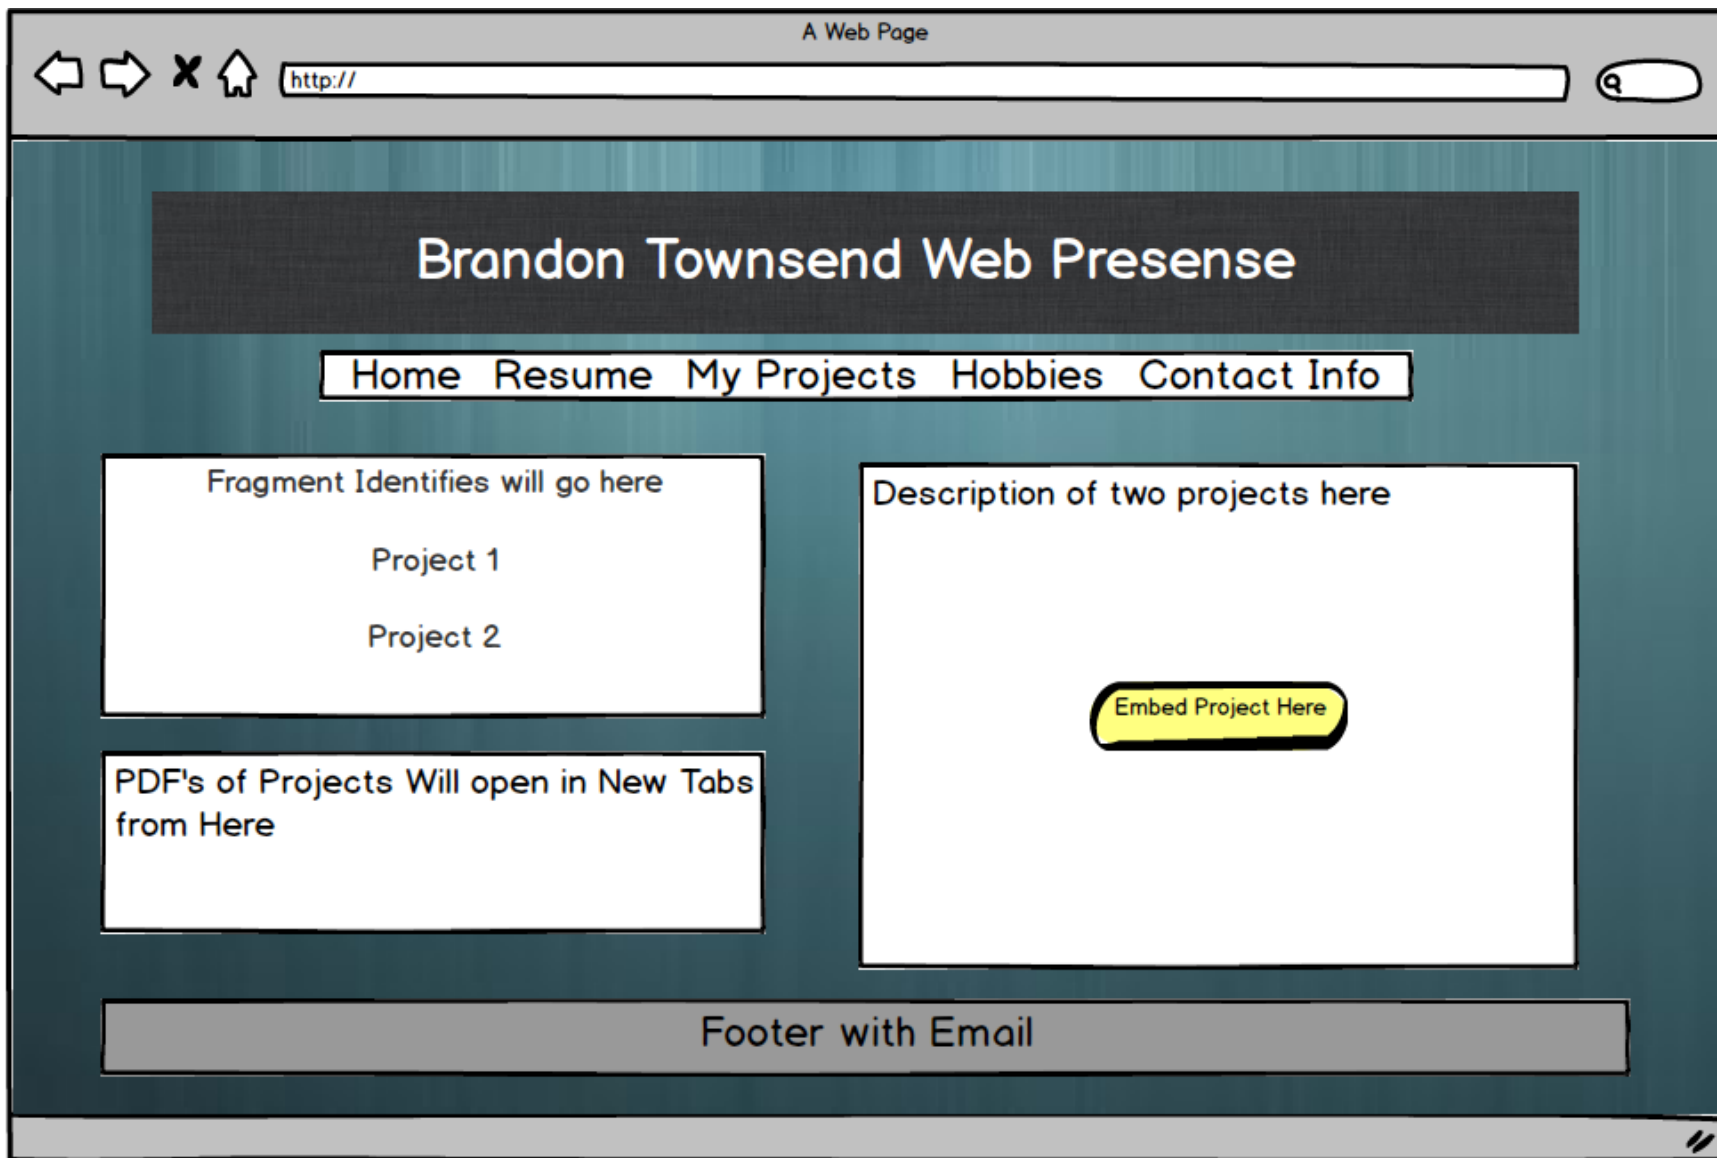 A Web Page
http://
Brandon Townsend Web Presense
Home Resume My Projects Hobbies Contact Info
Fragment Identifies will go here
Project 1
Project 2
PDF's of Projects Will open in New Tabs
from Here
Description of two projects here
Embed Project Here
Footer with Email